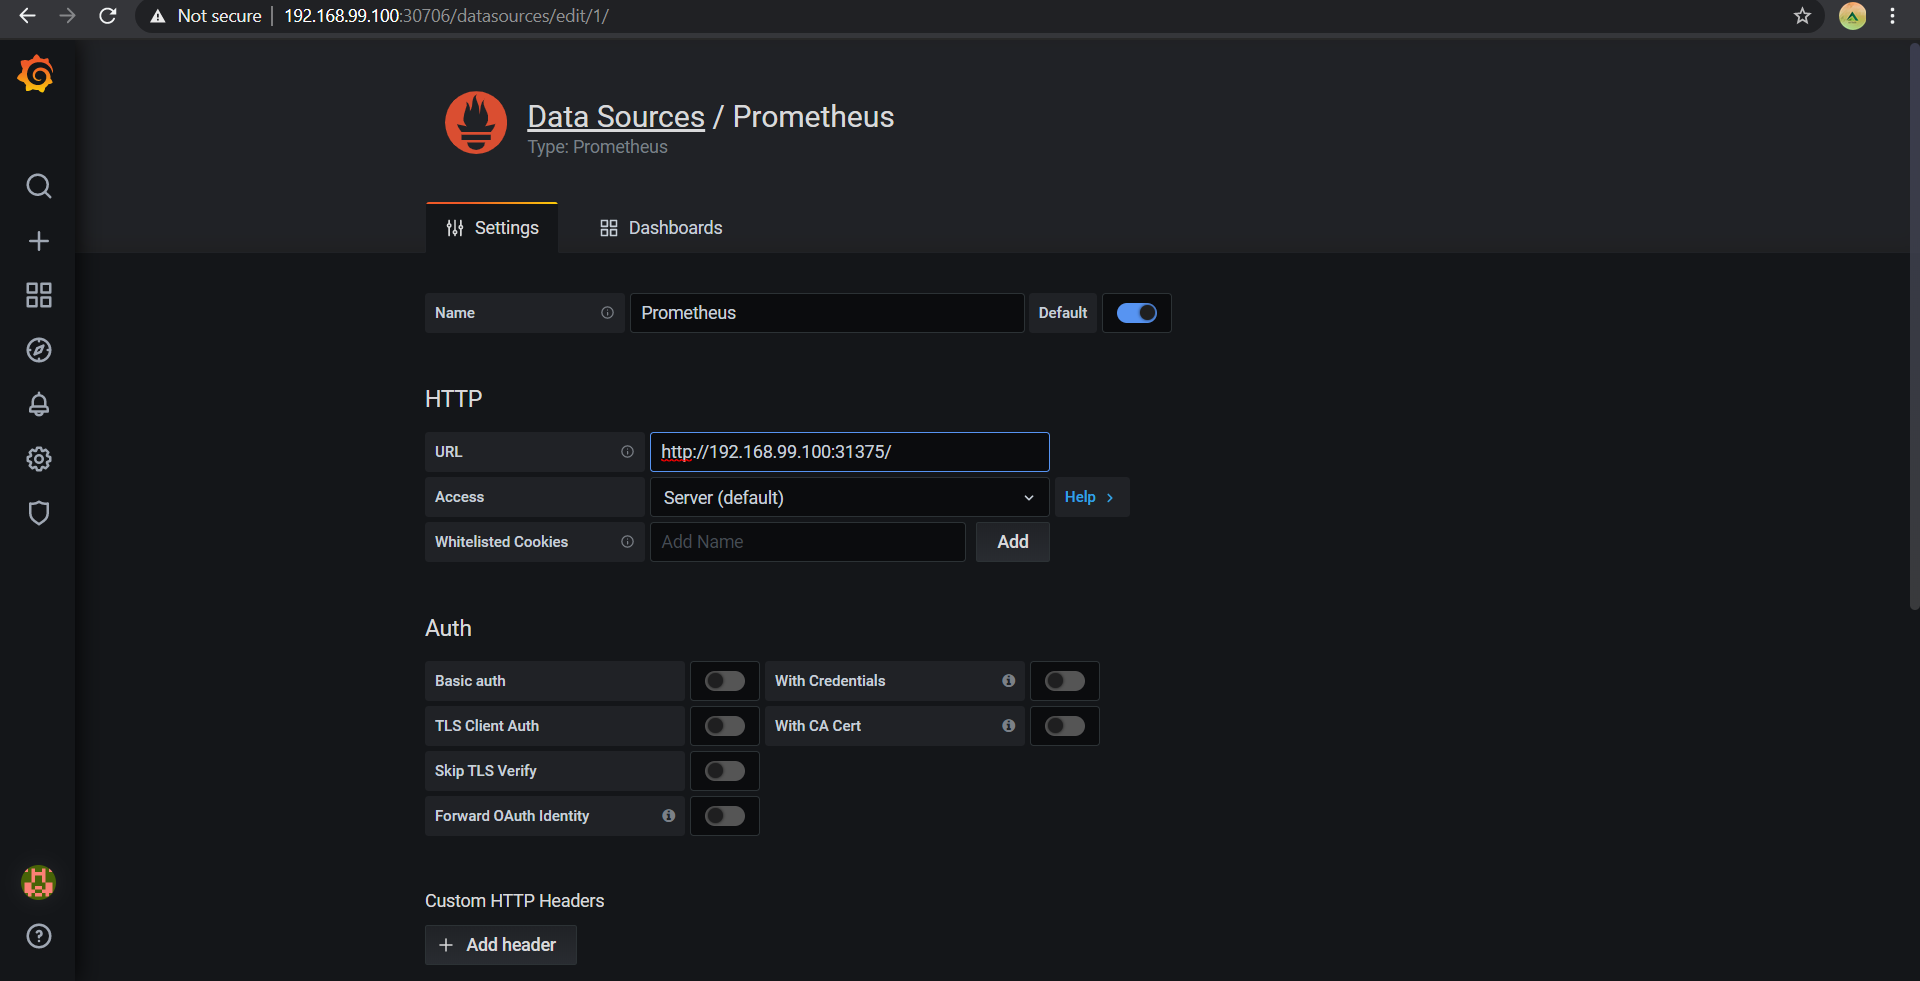 Not secure 192.168.99.100:30706/datasources/edit/1/
Data Sources / Prometheus
Type: Prometheus
Settings Dashboards
Name Prometheus Default
HTTP
URL http://192.168.99.100:31375/
Access Server (default) Help >
Whitelisted Cookies Add Name Add
Auth
Basic auth With Credentials
TLS Client Auth With CA Cert
Skip TLS Verify
Forward OAuth Identity
Custom HTTP Headers
+ Add header